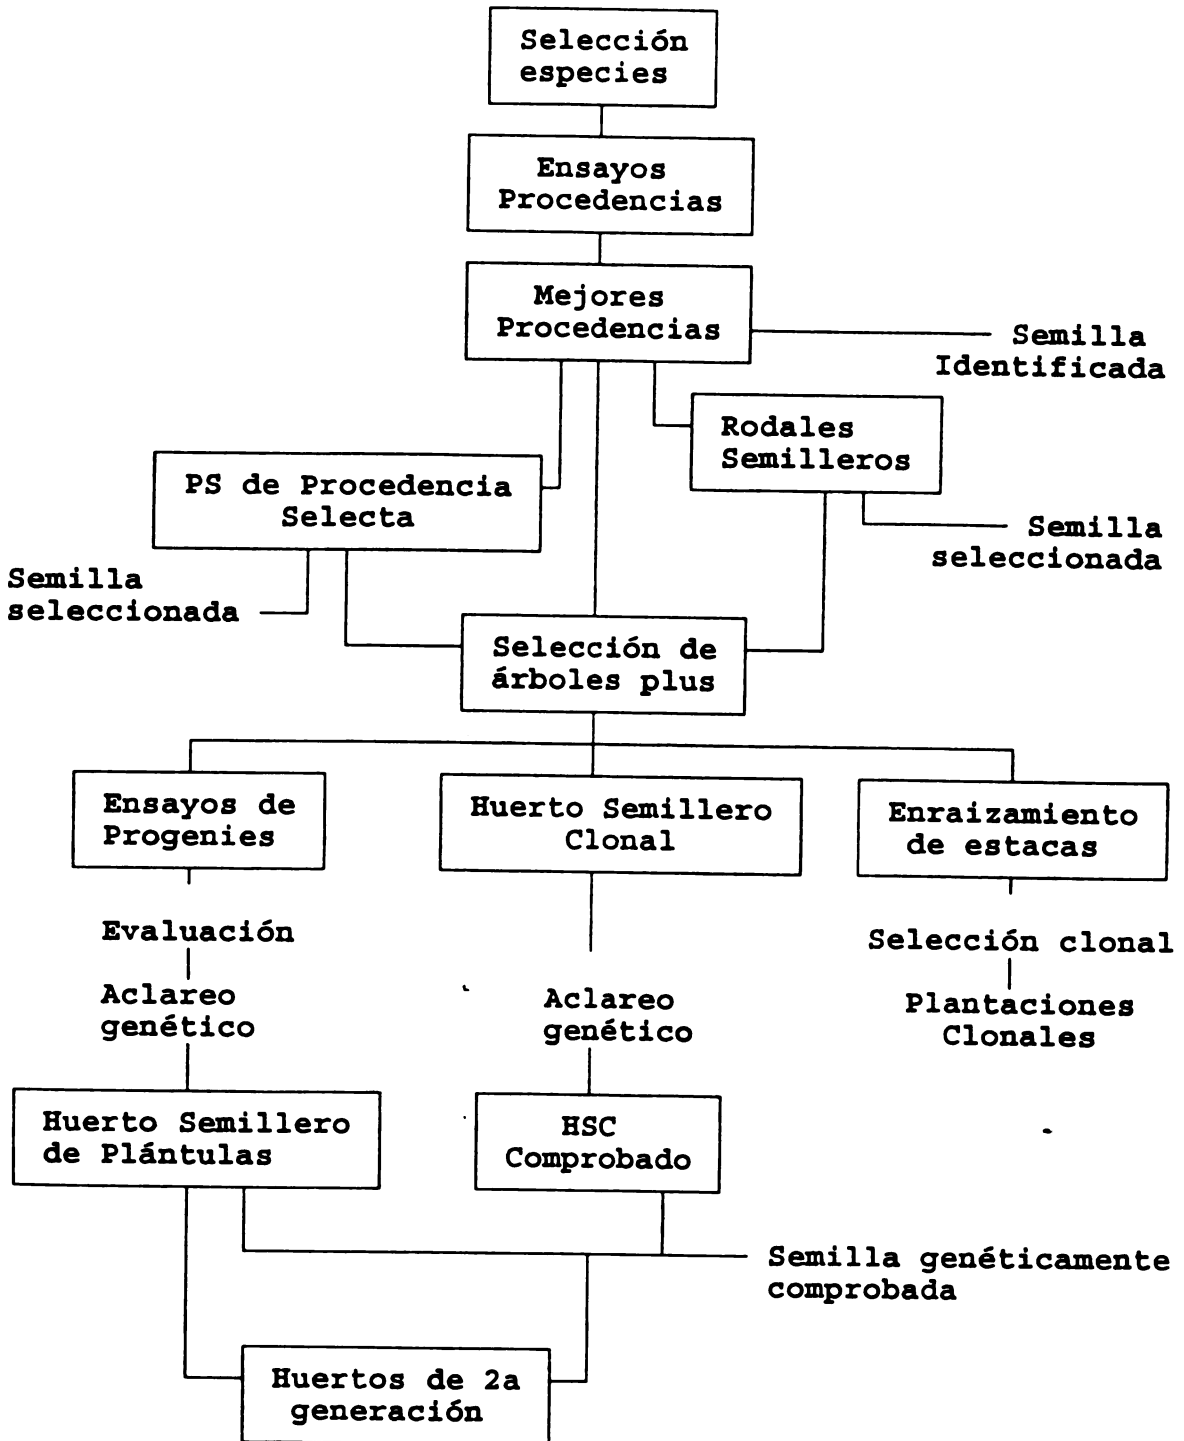 Selección
especies
Ensayos
Procedencias
Mejores
Procedencias
Semilla
Identificada
Rodales
Semilleros
PS de Procedencia
Selecta
Semilla
seleccionada
Semilla
seleccionada
Selección de
árboles plus
Ensayos de
Progenies
Huerto Semillero
Clonal
Enraizamiento
de estacas
Evaluación
Selección clonal
Aclareo
genético
Aclareo
genético
Plantaciones
Clonales
Huerto Semillero
de Plántulas
HSC
Comprobado
Semilla genéticamente
comprobada
Huertos de 2a
generación